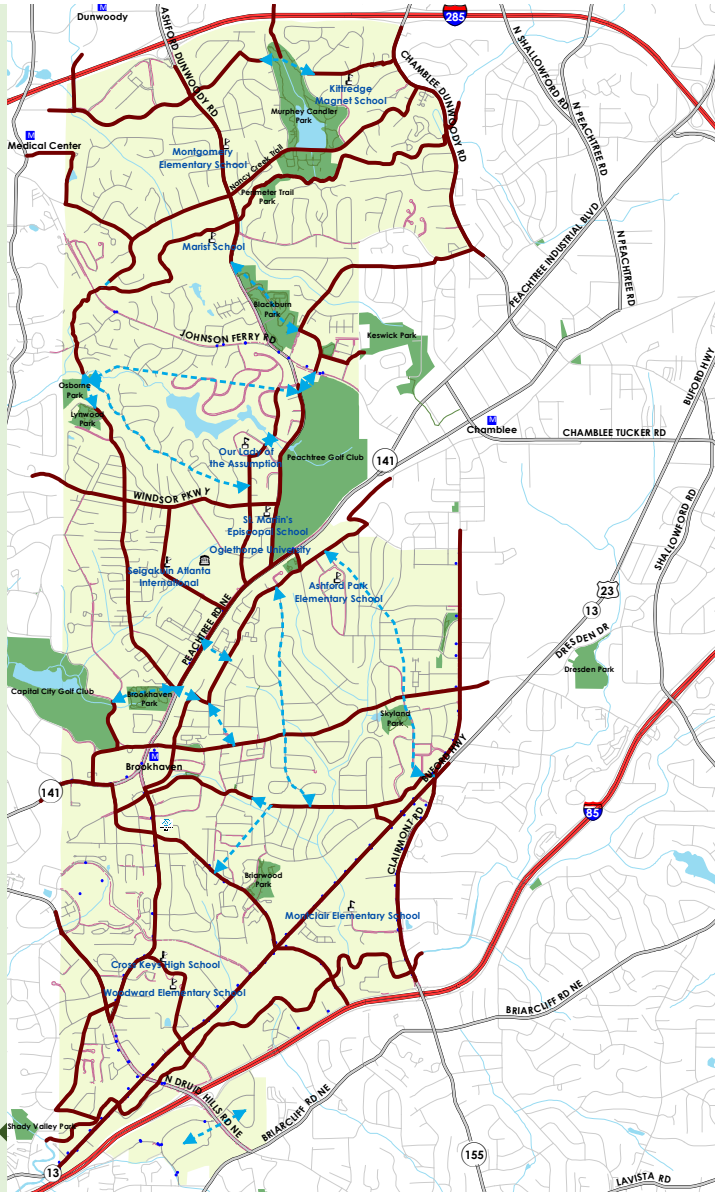 M
Dunwoody
285
ASHFORD DUNWOODY RD
N SHALLOWFORD RD
CHAMBLEE DUNWOODY RD
Kittredge
Magnet School
N PEACHTREE RD
Murphey Candler
Park
M
Medical Center
Montgomery
Elementary School
Nancy Creek Trail
Perimeter Trail
Park
PEACHTREE INDUSTRIAL BLVD
N PEACHTREE RD
Marist School
Blackburn
Park
JOHNSON FERRY RD
Keswick Park
BUFORD HWY
Osborne
Park
Lynwood
Park
M
Chamblee
CHAMBLEE TUCKER RD
Our Lady of
the Assumption
Peachtree Golf Club
141
WINDSOR PKWY
SHALLOWFORD RD
St. Martin's
Episcopal School
Oglethorpe University
Seigakuin Atlanta
International
Ashford Park
Elementary School
23
13
PEACHTREE RD NE
DRESDEN DR
Dresden Park
Capital City Golf Club
Brookhaven
Park
Skyland
Park
M
Brookhaven
BUFORD HWY
141
85
CLAIRMONT RD
Briarwood
Park
Montclair Elementary School
Cross Keys High School
Woodward Elementary School
BRIARCLIFF RD NE
N DRUID HILLS RD NE
BRIARCLIFF RD NE
Shady Valley Park
155
13
LAVISTA RD